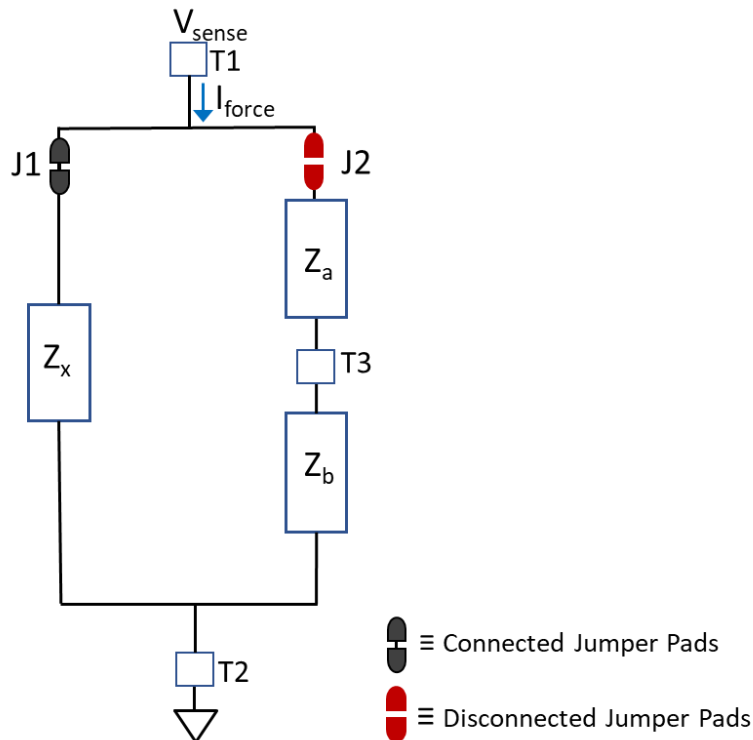 Vsense
T1
Iforce
J1
J2
Za
Zx
T3
Zb
T2
≡ Connected Jumper Pads
≡ Disconnected Jumper Pads